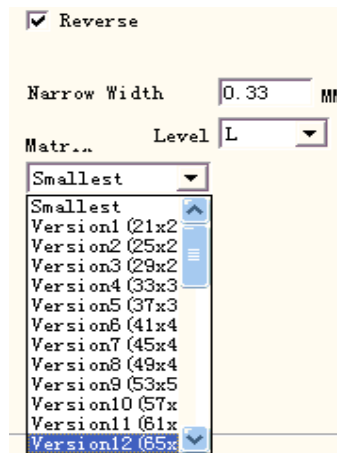 Reverse
Narrow Width 0.33 MM
Level L
Matr...
Smallest
Smallest
Version1 (21x2
Version2 (25x2
Version3 (29x2
Version4 (33x3
Version5 (37x3
Version6 (41x4
Version7 (45x4
Version8 (49x4
Version9 (53x5
Version10 (57x
Version11 (61x
Version12 (65x